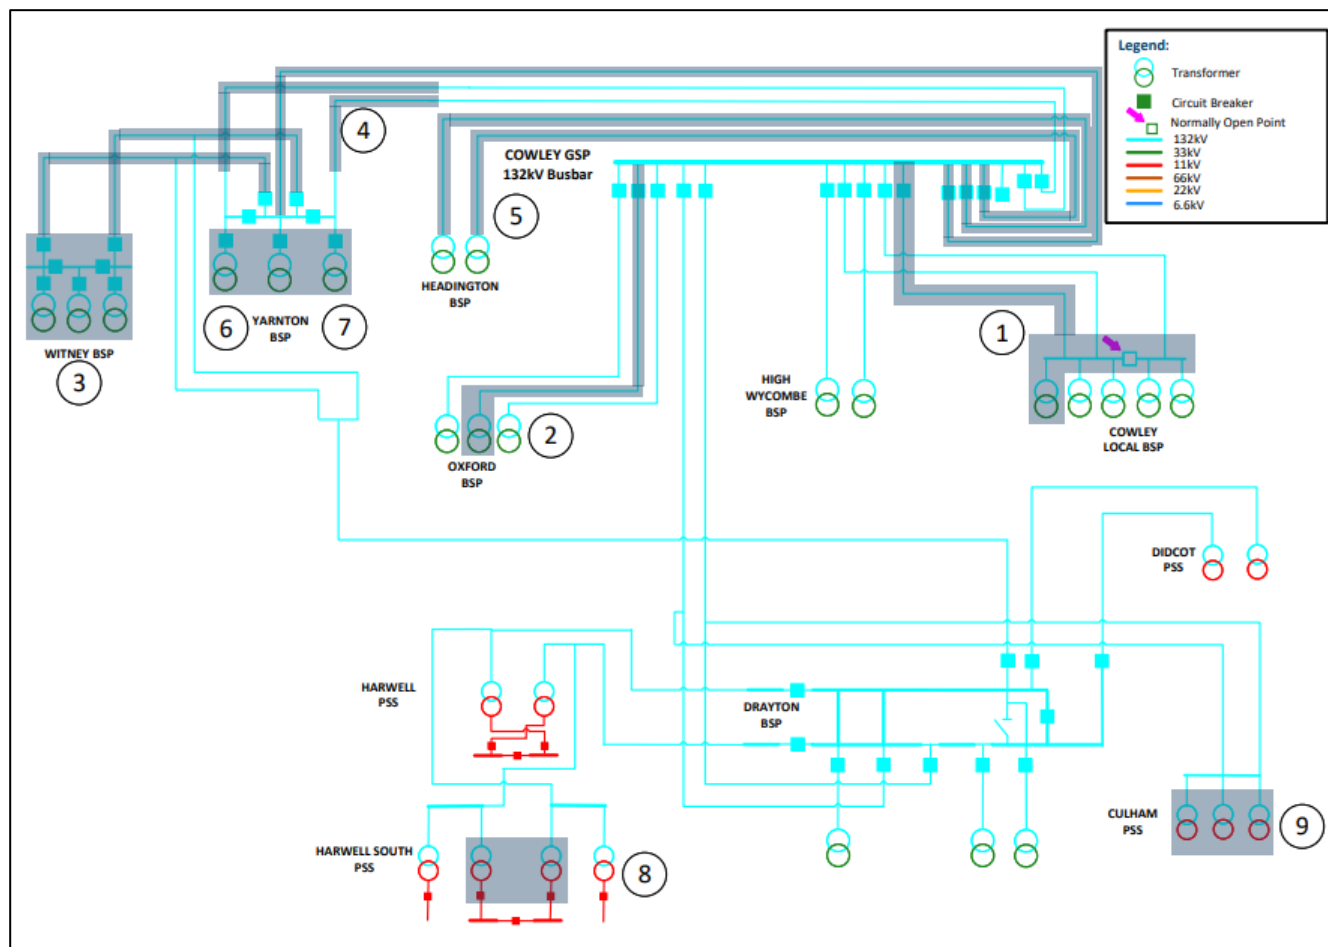 Legend:
Transformer
Circuit Breaker
Normally Open Point
132kV
33kV
11kV
66kV
22kV
6.6kV
4
COWLEY GSP
132kV Busbar
5
HEADINGTON
BSP
6
YARNTON
BSP
7
WITNEY BSP
3
1
HIGH
WYCOMBE
BSP
COWLEY
LOCAL BSP
2
OXFORD
BSP
DIDCOT
PSS
HARWELL
PSS
DRAYTON
BSP
CULHAM
PSS
9
HARWELL SOUTH
PSS
8